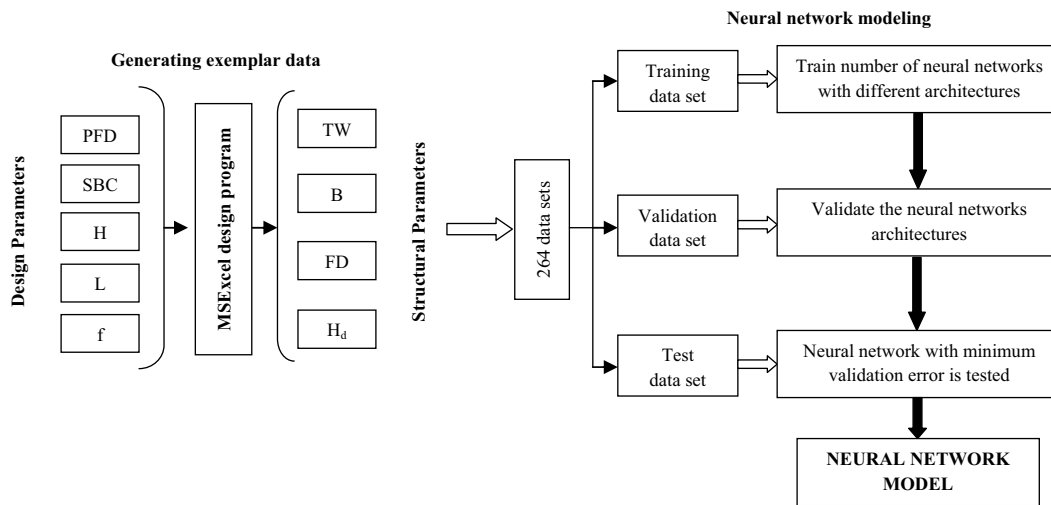 Neural network modeling
Generating exemplar data
Design Parameters
PFD
SBC
H
L
f
MSExcel design program
TW
B
FD
Hd
Structural Parameters
264 data sets
Training
data set
Train number of neural networks
with different architectures
Validation
data set
Validate the neural networks
architectures
Test
data set
Neural network with minimum
validation error is tested
NEURAL NETWORK
MODEL